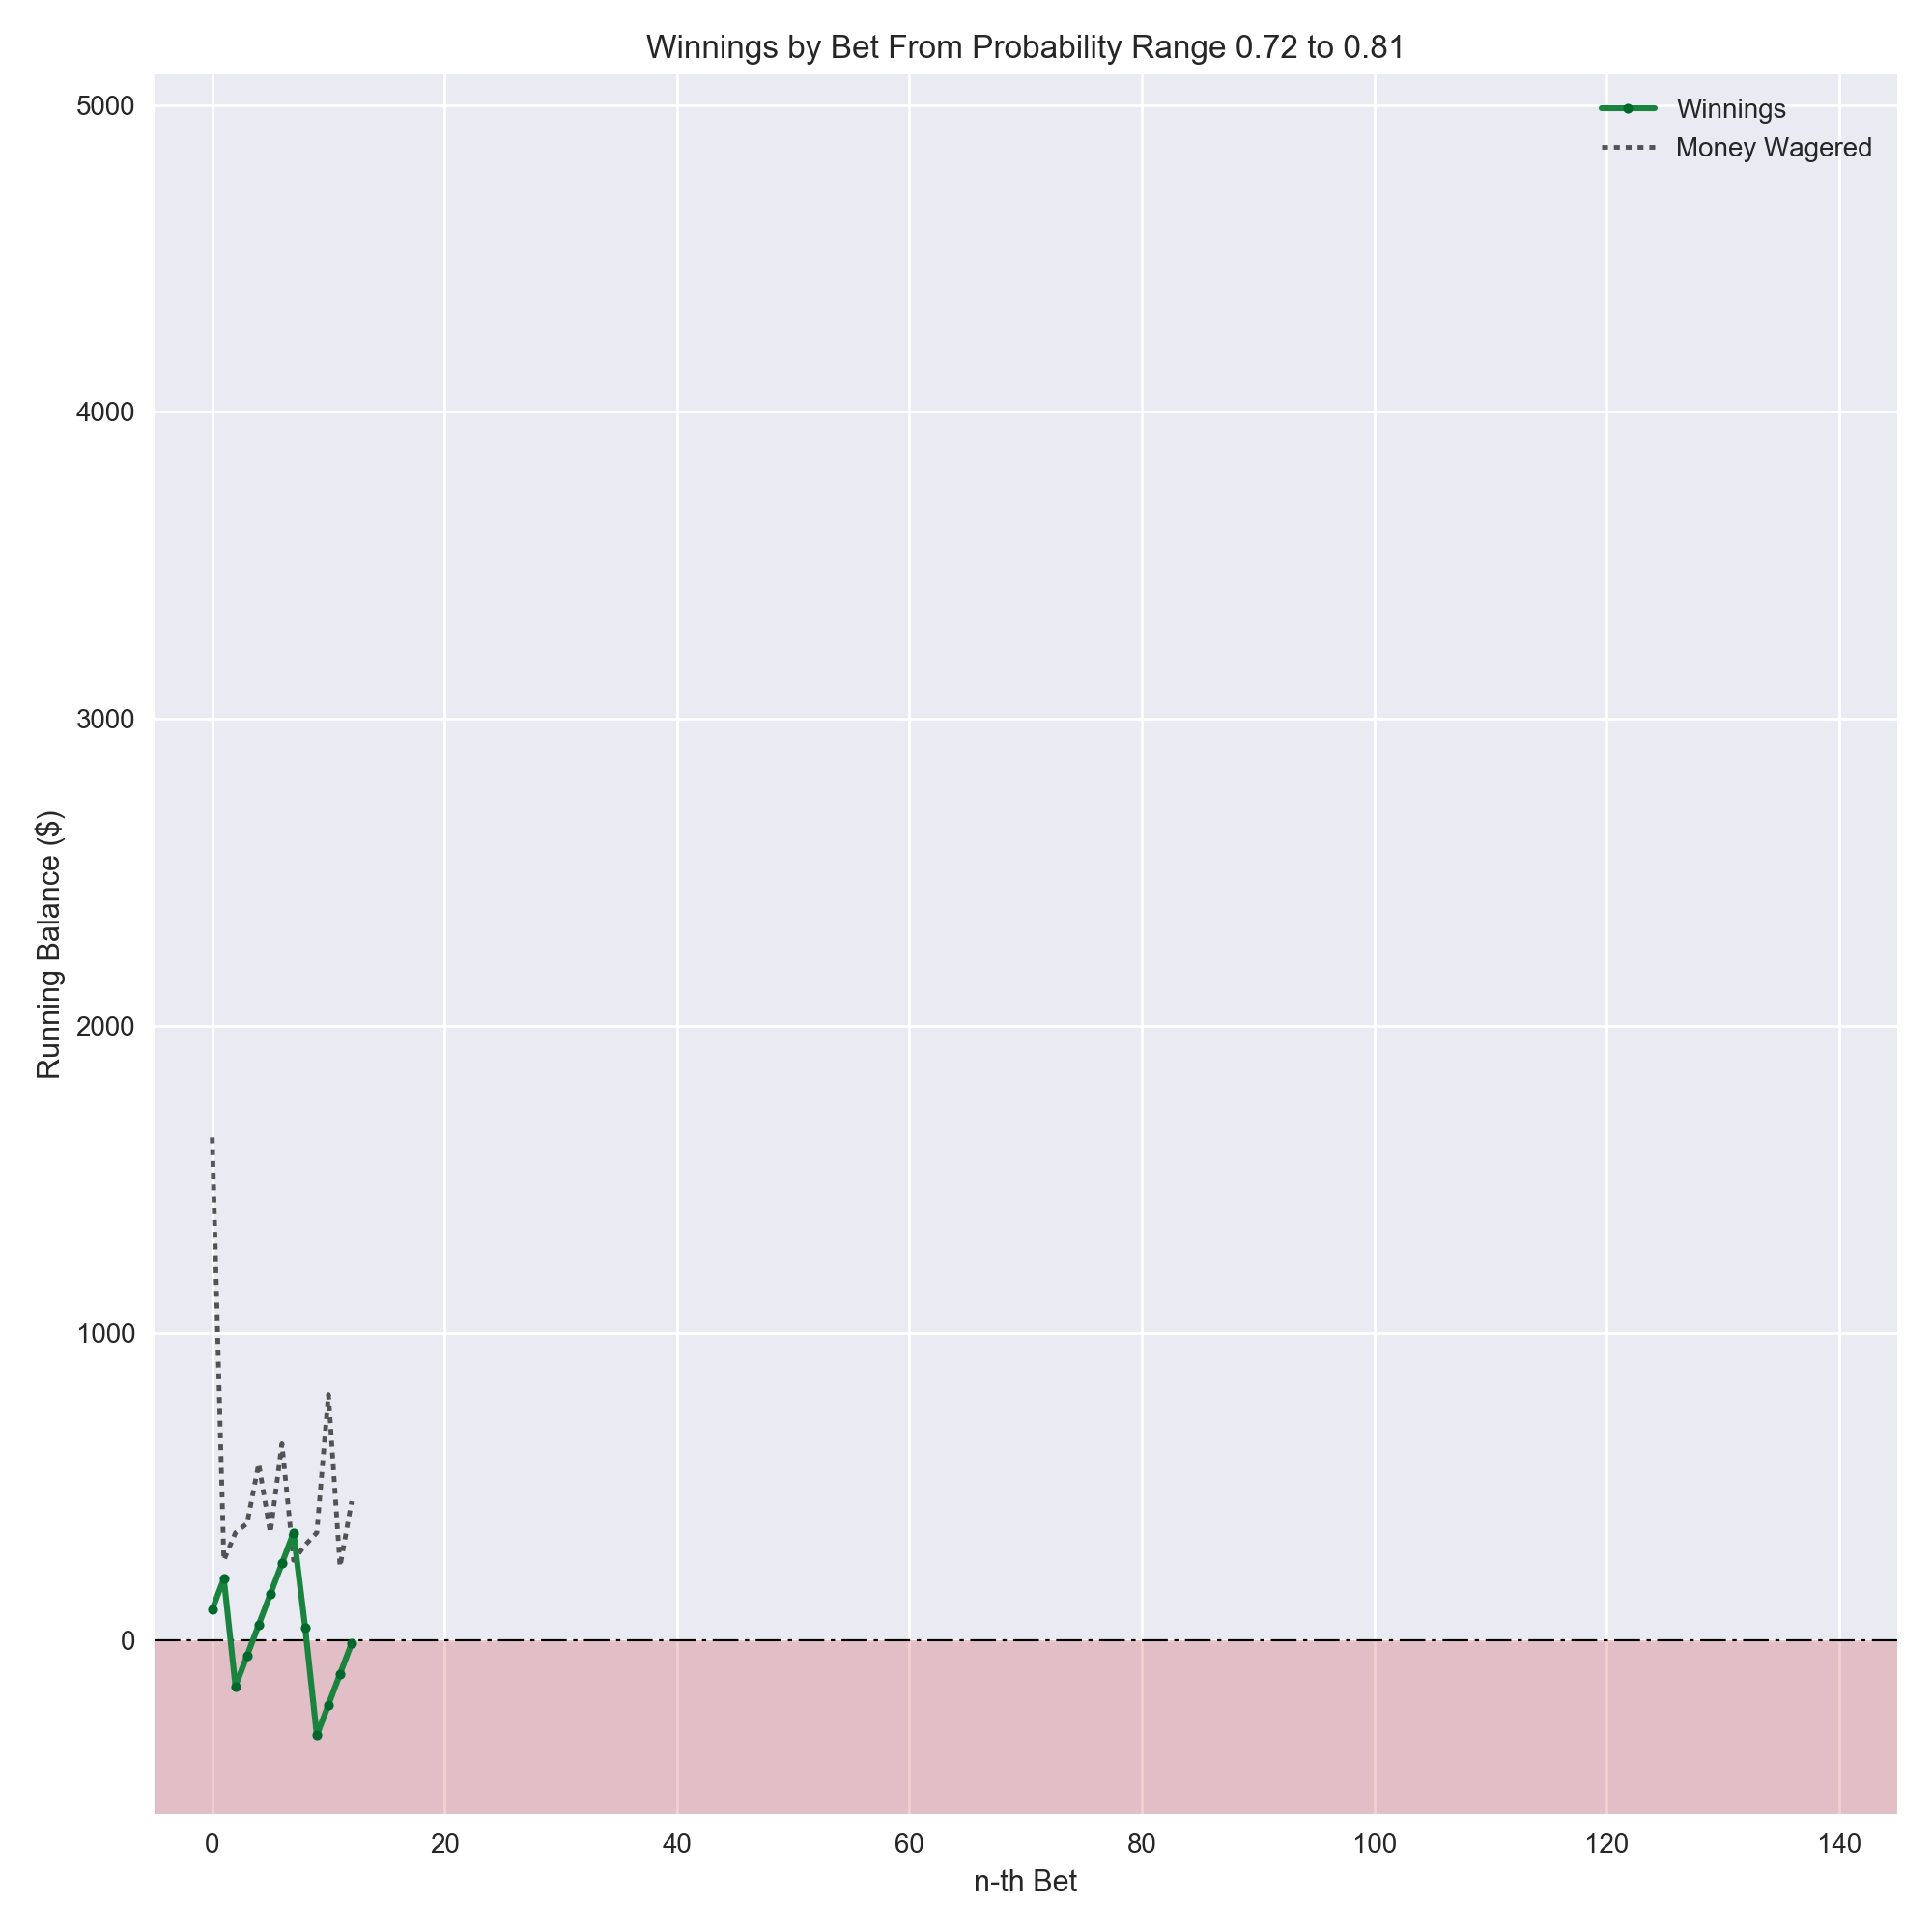 Winnings by Bet From Probability Range 0.72 to 0.81
Winnings
Money Wagered
Running Balance ($)
5000
4000
3000
2000
1000
0
0 20 40 60 80 100 120 140
n-th Bet